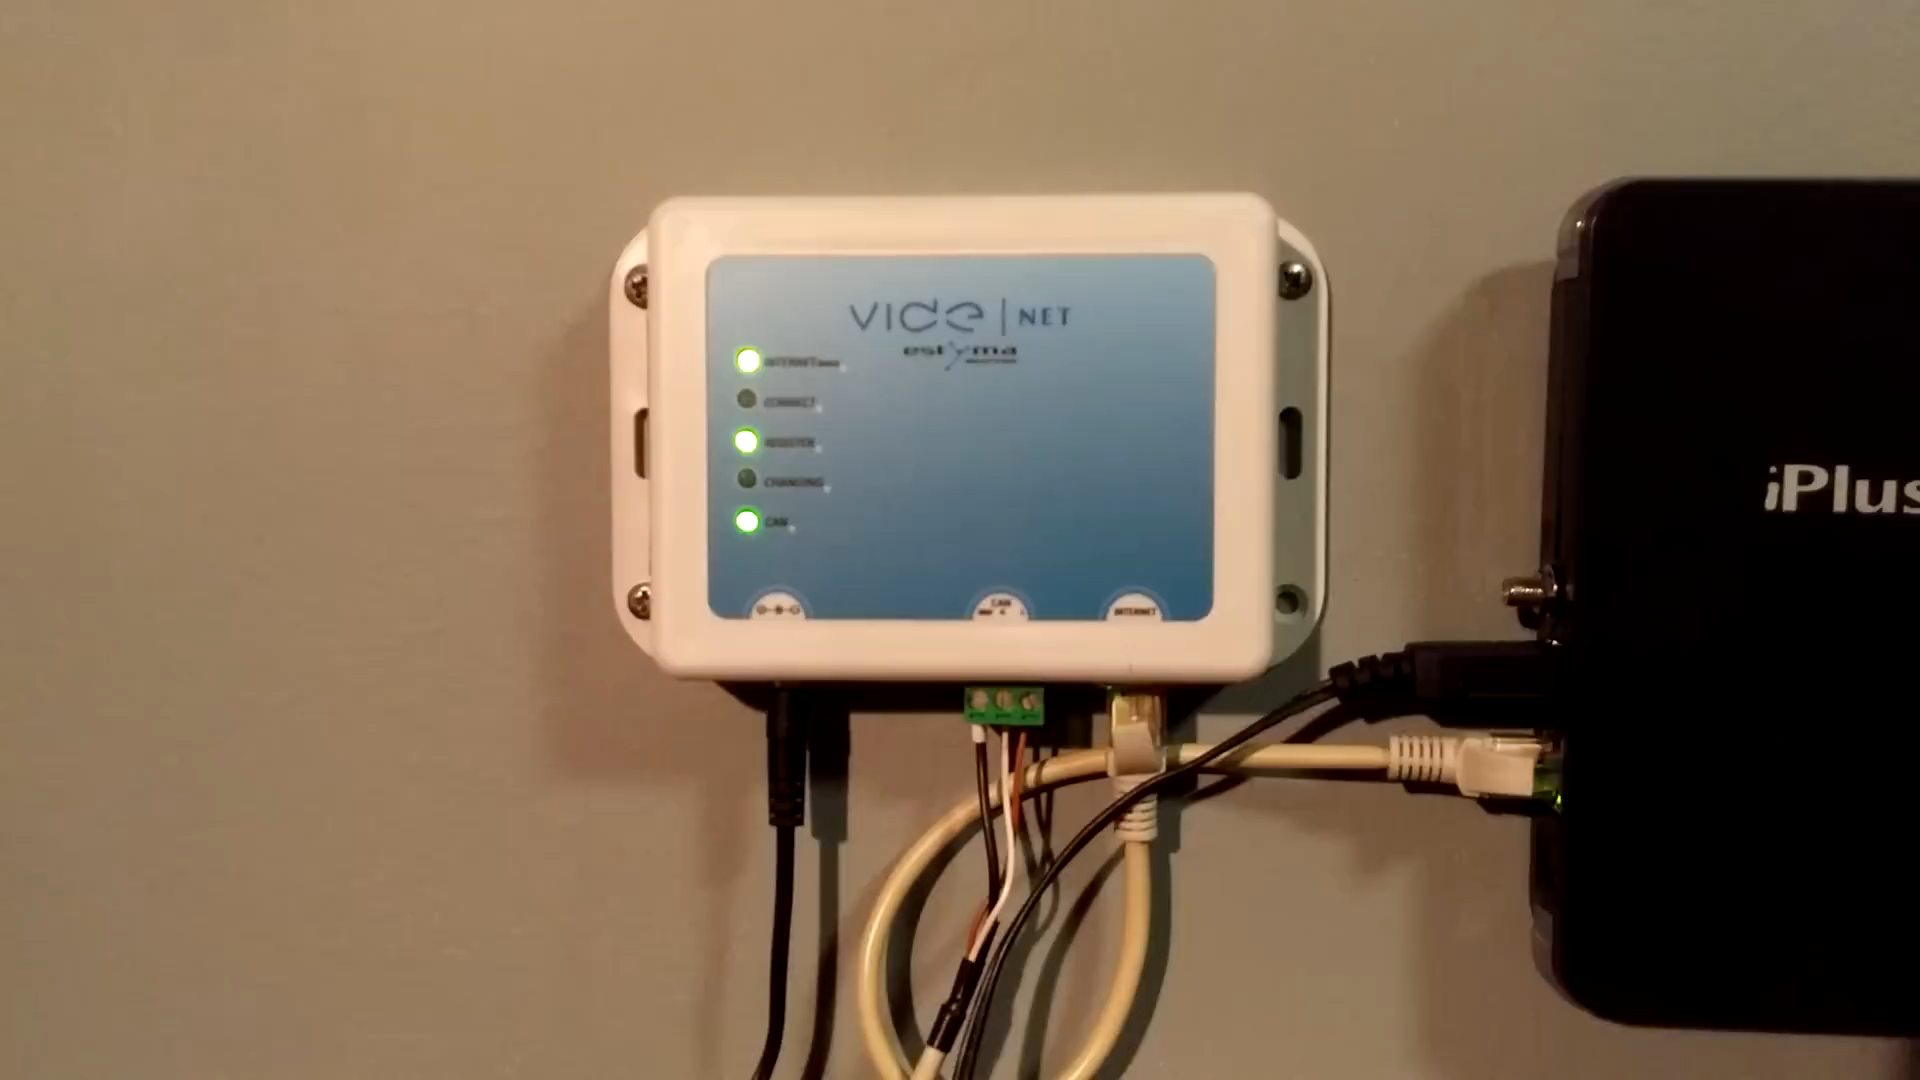 vide | NET
estyma
INTERNET
CONNECT
REGISTER
CHANGING
CAN
CAN
INTERNET
iPlus